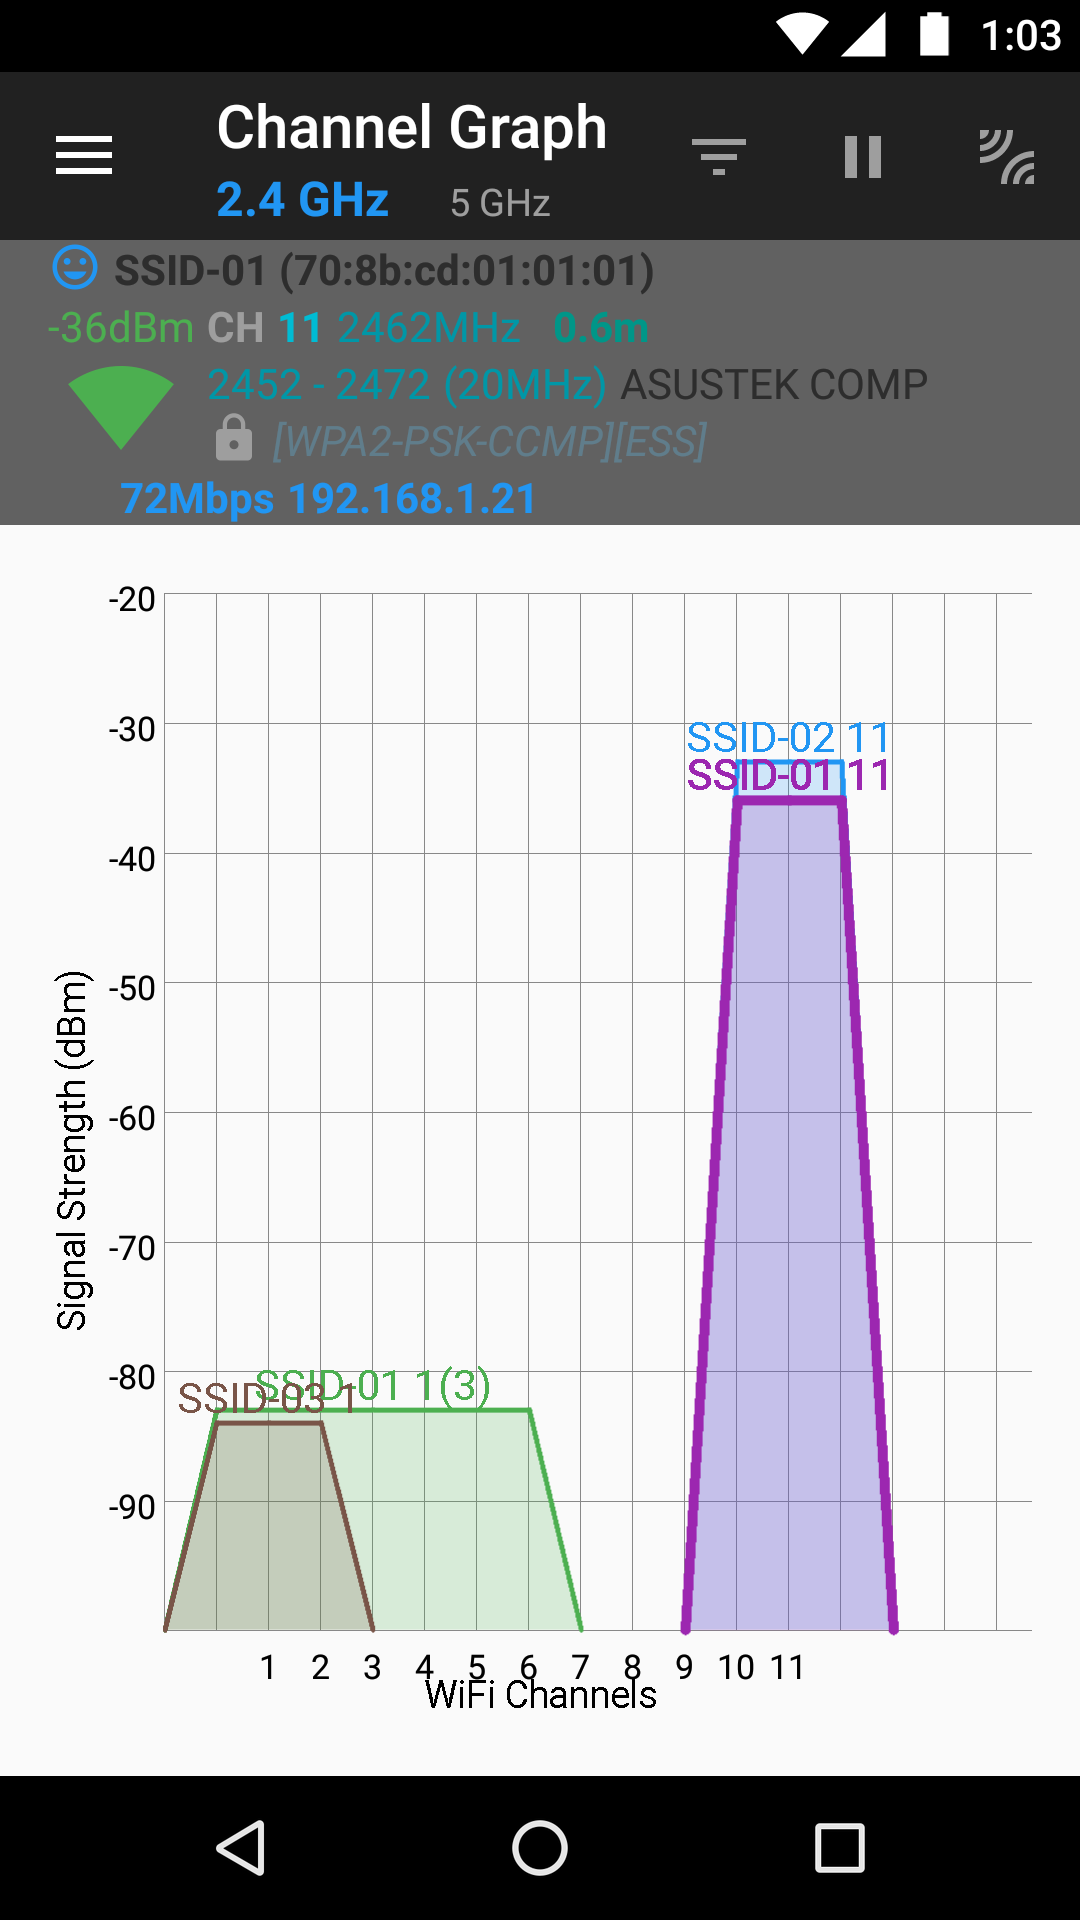 1:03
Channel Graph
2.4 GHz 5 GHz
SSID-01 (70:8b:cd:01:01:01)
-36dBm CH 11 2462MHz 0.6m
2452 - 2472 (20MHz) ASUSTEK COMP
[WPA2-PSK-CCMP][ESS]
72Mbps 192.168.1.21
-20
-30
SSID-02 11
SSID-01 11
-40
-50
Signal Strength (dBm)
-60
-70
-80
SSID-01 1(3)
SSID-03 1
-90
1 2 3 4 5 6 7 8 9 10 11
WiFi Channels